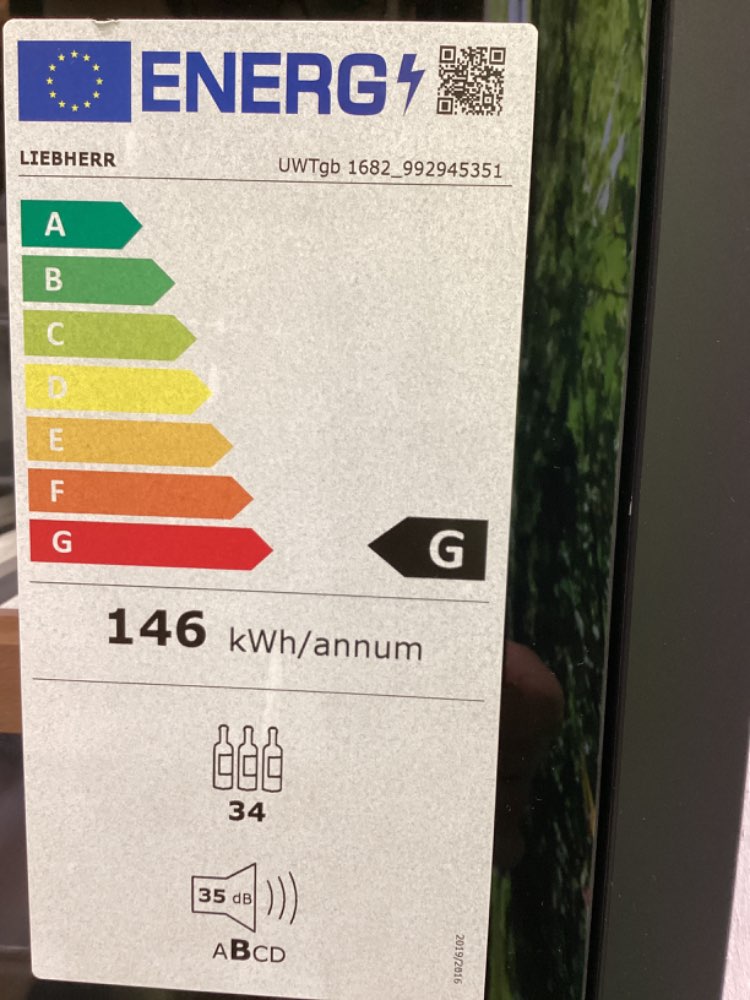 ENERG
LIEBHERR
UWTgb 1682_992945351
A
B
C
D
E
F
G
G
146 kWh/annum
34
35 dB
ABCD
2019/2016